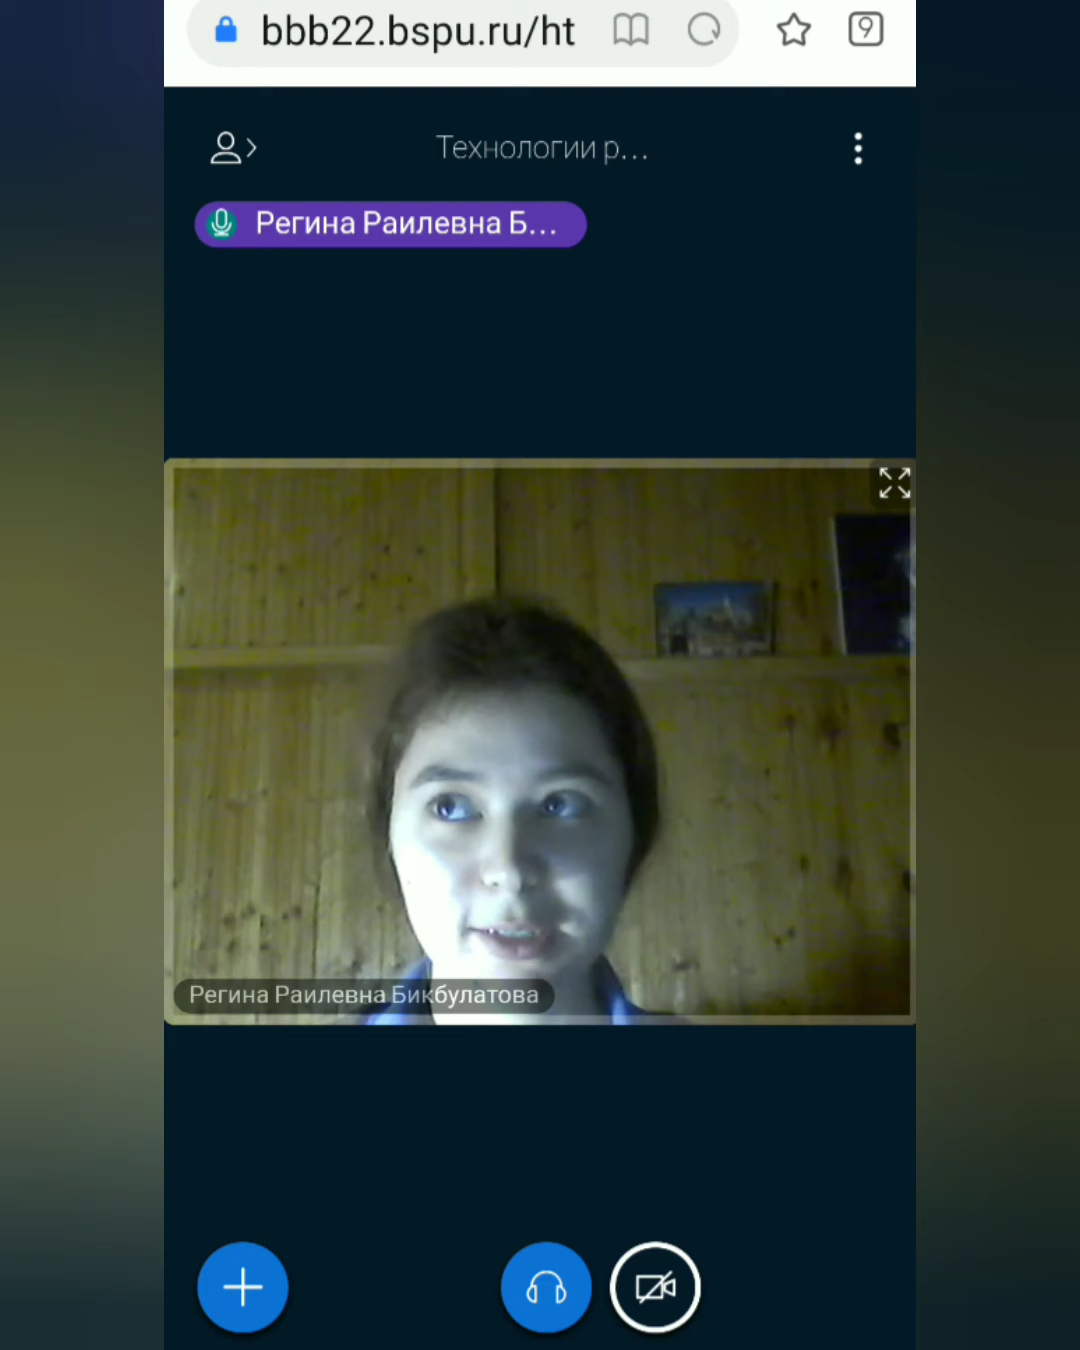 bbb22.bspu.ru/ht
9
Технологии р...
Регина Раилевна Б...
Регина Раилевна Бикбулатова